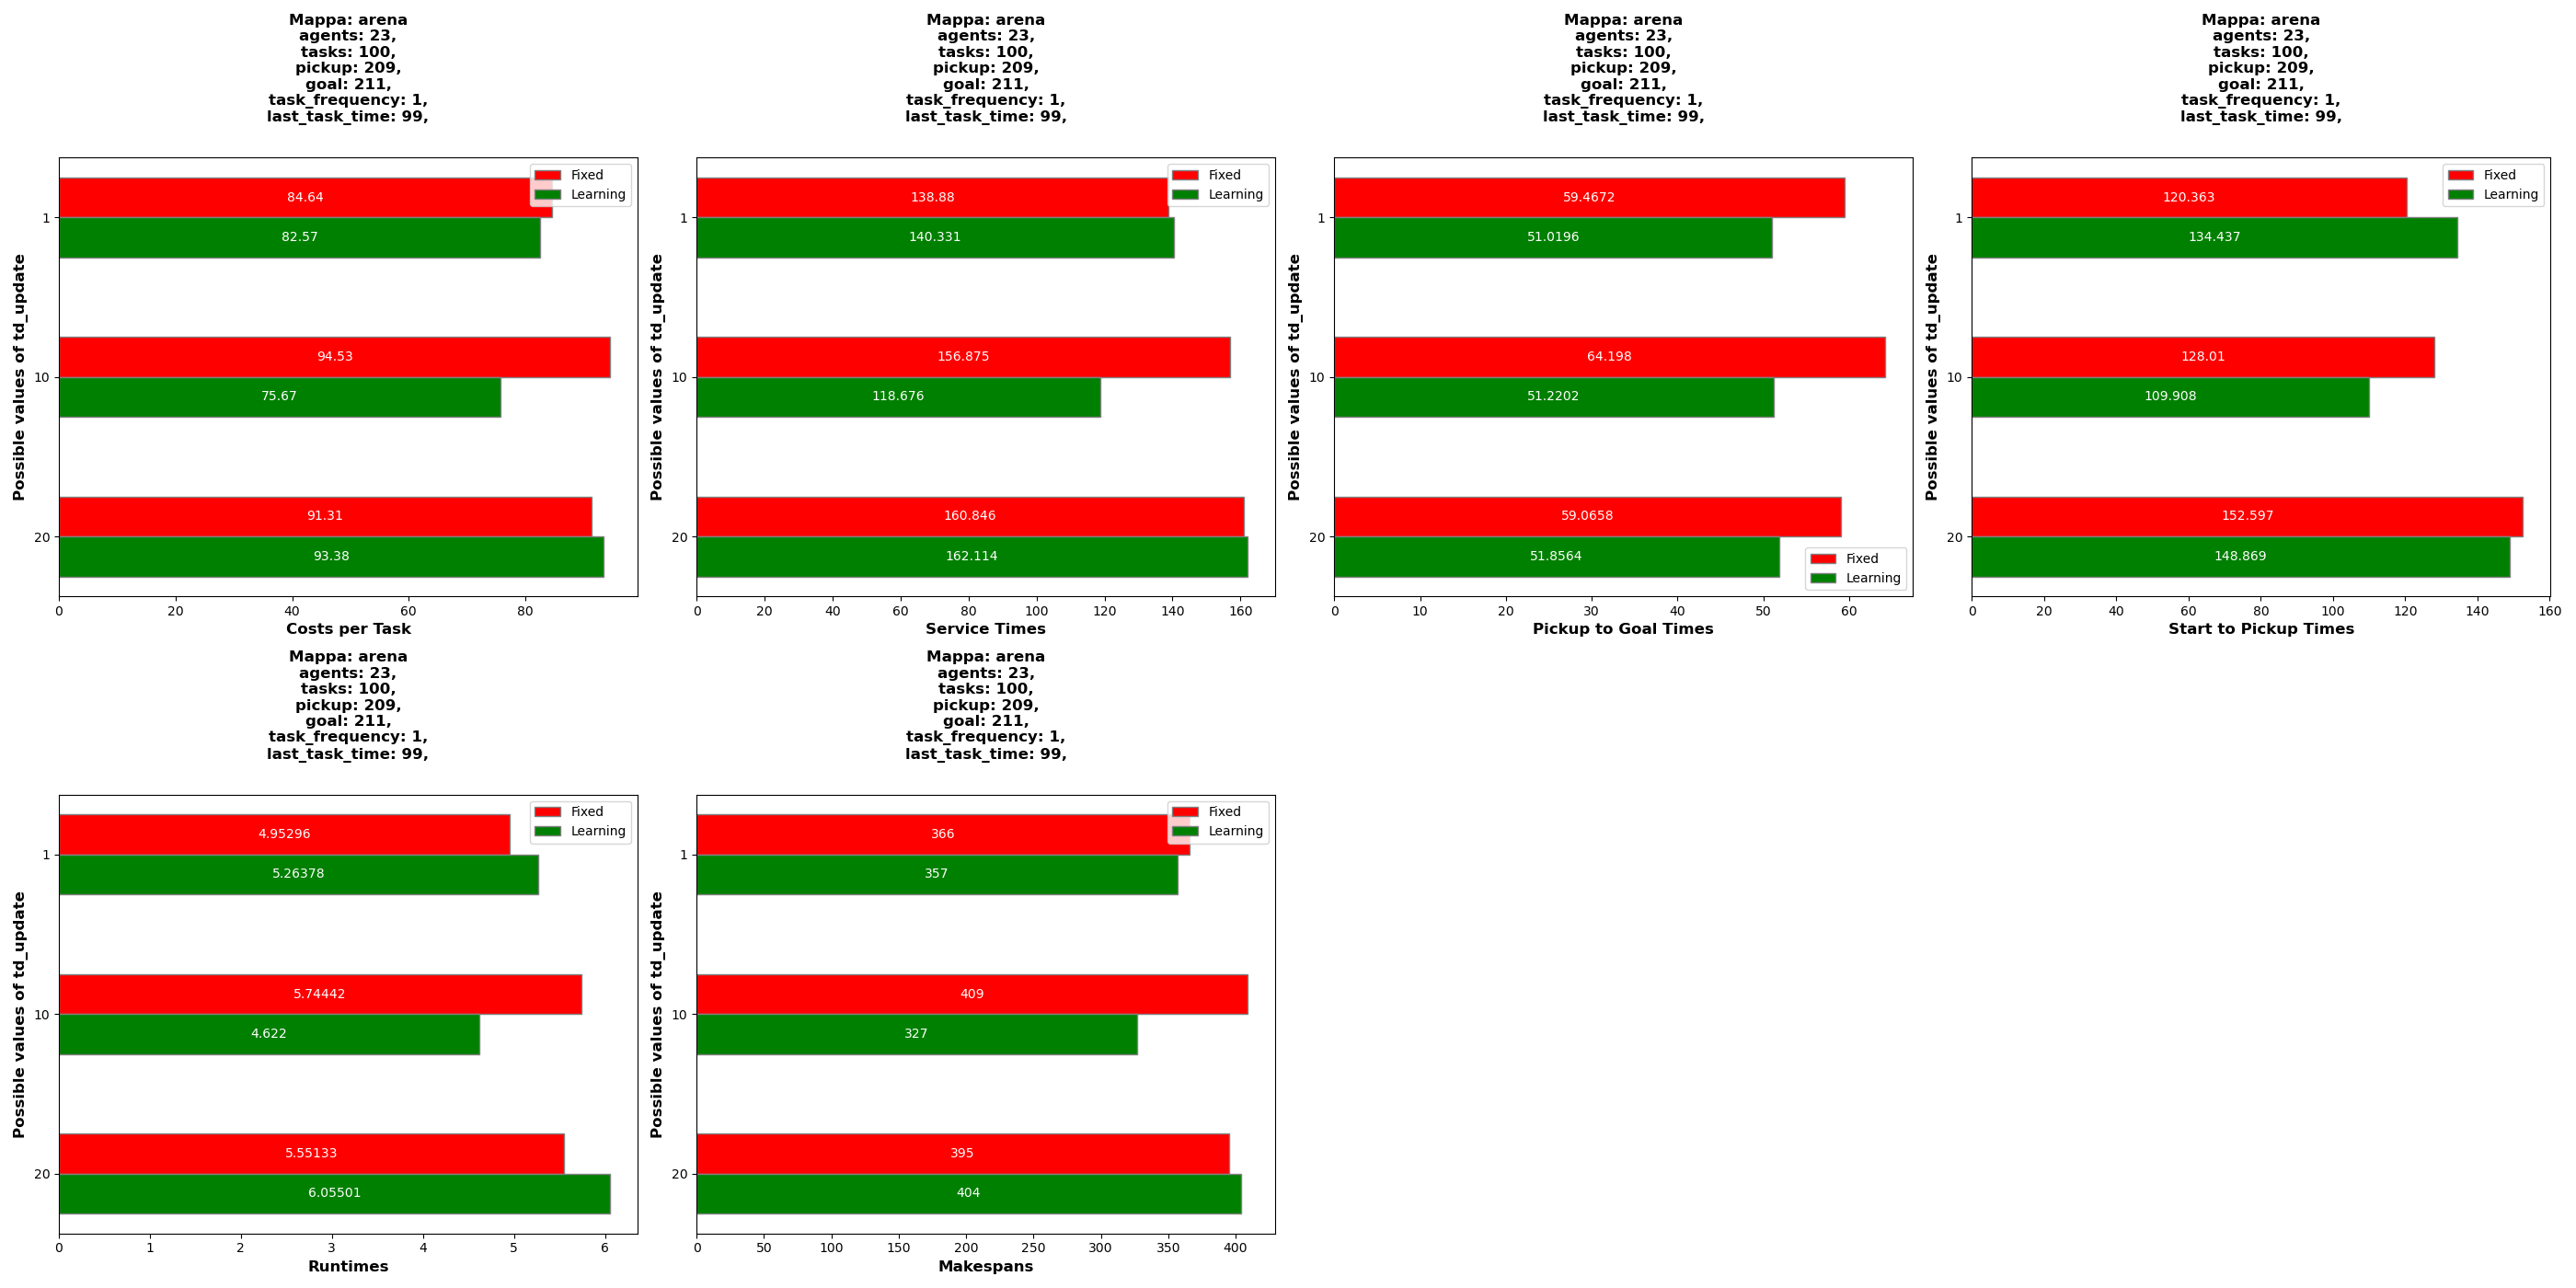 Mappa: arena
agents: 23,
tasks: 100,
pickup: 209,
goal: 211,
task_frequency: 1,
last_task_time: 99,
Fixed
Learning
84.64
82.57
94.53
75.67
91.31
93.38
1
10
20
Possible values of td_update
0 20 40 60 80
Costs per Task
Mappa: arena
agents: 23,
tasks: 100,
pickup: 209,
goal: 211,
task_frequency: 1,
last_task_time: 99,
Fixed
Learning
138.88
140.331
156.875
118.676
160.846
162.114
1
10
20
Possible values of td_update
0 20 40 60 80 100 120 140 160
Service Times
Mappa: arena
agents: 23,
tasks: 100,
pickup: 209,
goal: 211,
task_frequency: 1,
last_task_time: 99,
59.4672
51.0196
64.198
51.2202
59.0658
51.8564
Fixed
Learning
1
10
20
Possible values of td_update
0 10 20 30 40 50 60
Pickup to Goal Times
Mappa: arena
agents: 23,
tasks: 100,
pickup: 209,
goal: 211,
task_frequency: 1,
last_task_time: 99,
Fixed
Learning
120.363
134.437
128.01
109.908
152.597
148.869
1
10
20
Possible values of td_update
0 20 40 60 80 100 120 140 160
Start to Pickup Times
Mappa: arena
agents: 23,
tasks: 100,
pickup: 209,
goal: 211,
task_frequency: 1,
last_task_time: 99,
Fixed
Learning
4.95296
5.26378
5.74442
4.622
5.55133
6.05501
1
10
20
Possible values of td_update
0 1 2 3 4 5 6
Runtimes
Mappa: arena
agents: 23,
tasks: 100,
pickup: 209,
goal: 211,
task_frequency: 1,
last_task_time: 99,
Fixed
Learning
366
357
409
327
395
404
1
10
20
Possible values of td_update
0 50 100 150 200 250 300 350 400
Makespans